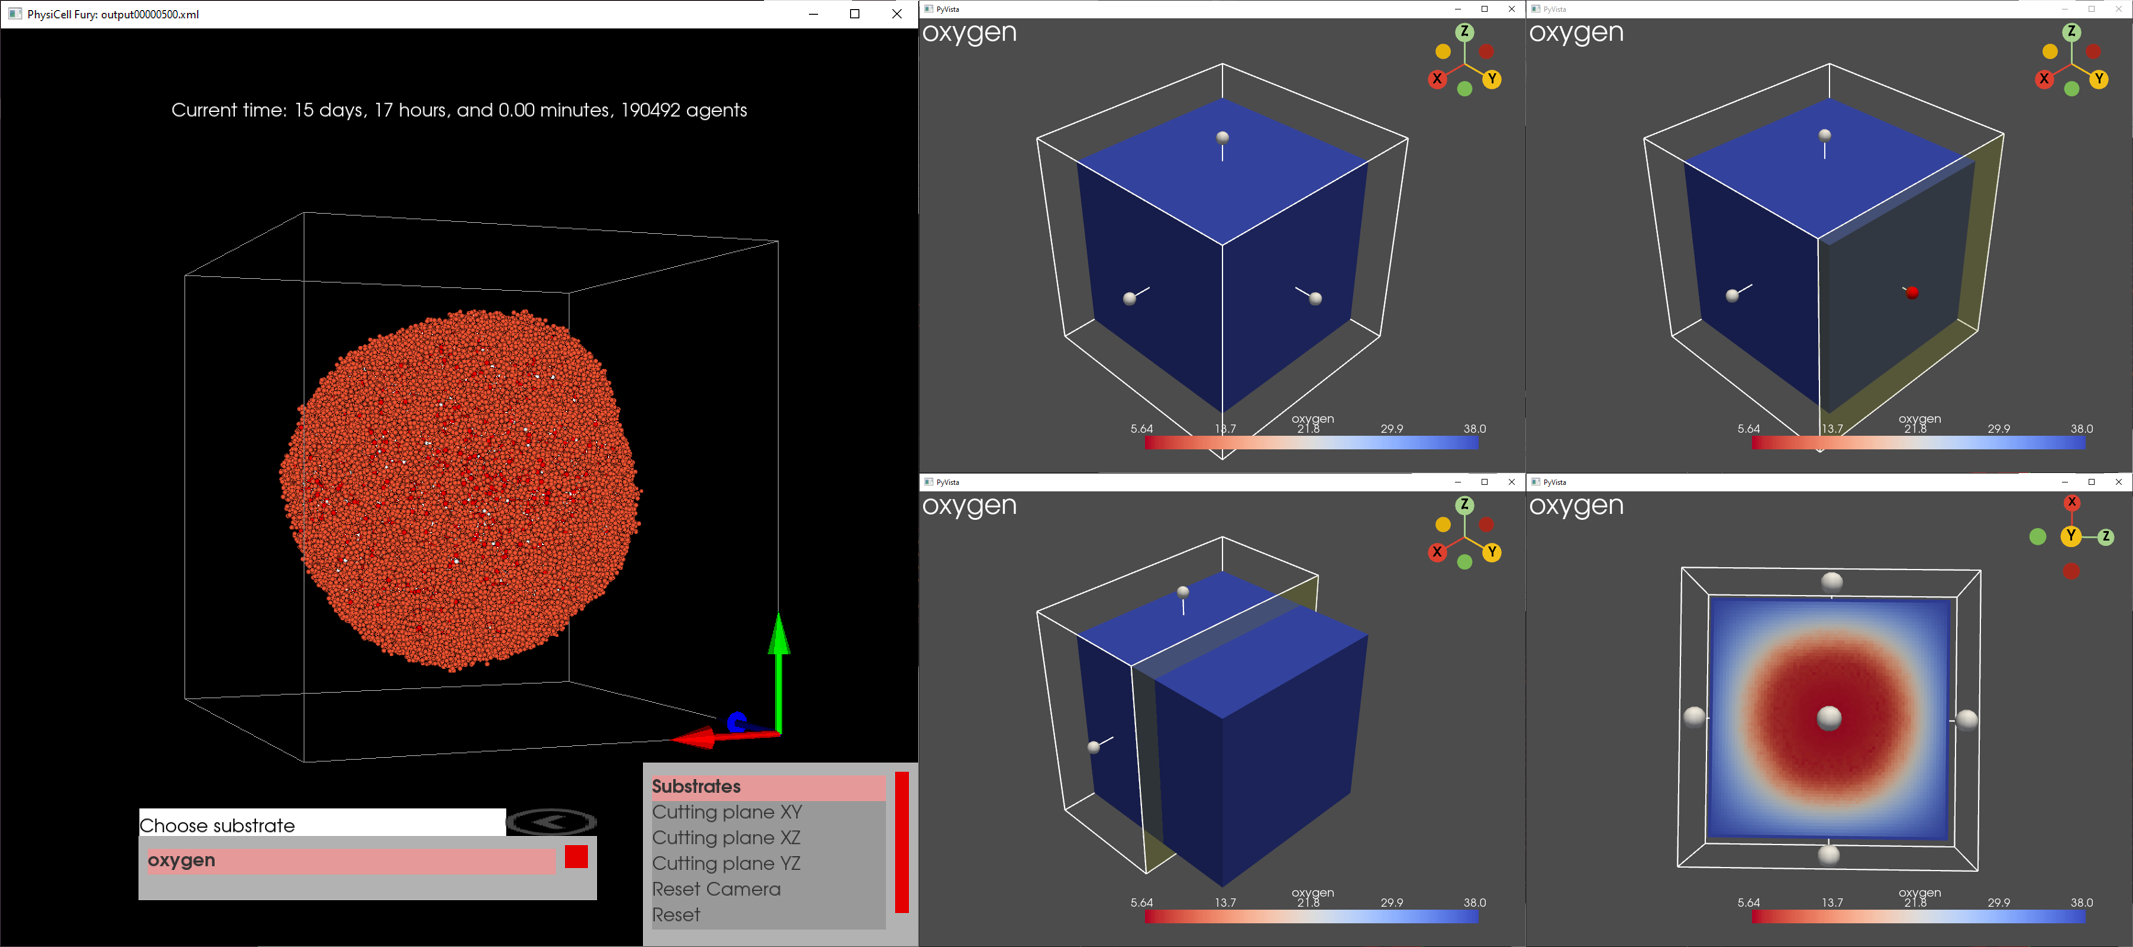 PhysiCell Fury: output00000500.xml
Current time: 15 days, 17 hours, and 0.00 minutes, 190492 agents
Choose substrate
oxygen
Substrates
Cutting plane XY
Cutting plane XZ
Cutting plane YZ
Reset Camera
Reset
PyVista
oxygen
Z
X
Y
oxygen
5.64 13.7 21.8 29.9 38.0
PyVista
oxygen
Z
X
Y
oxygen
5.64 13.7 21.8 29.9 38.0
PyVista
oxygen
Z
X
Y
oxygen
5.64 13.7 21.8 29.9 38.0
PyVista
oxygen
X
Y
Z
oxygen
5.64 13.7 21.8 29.9 38.0